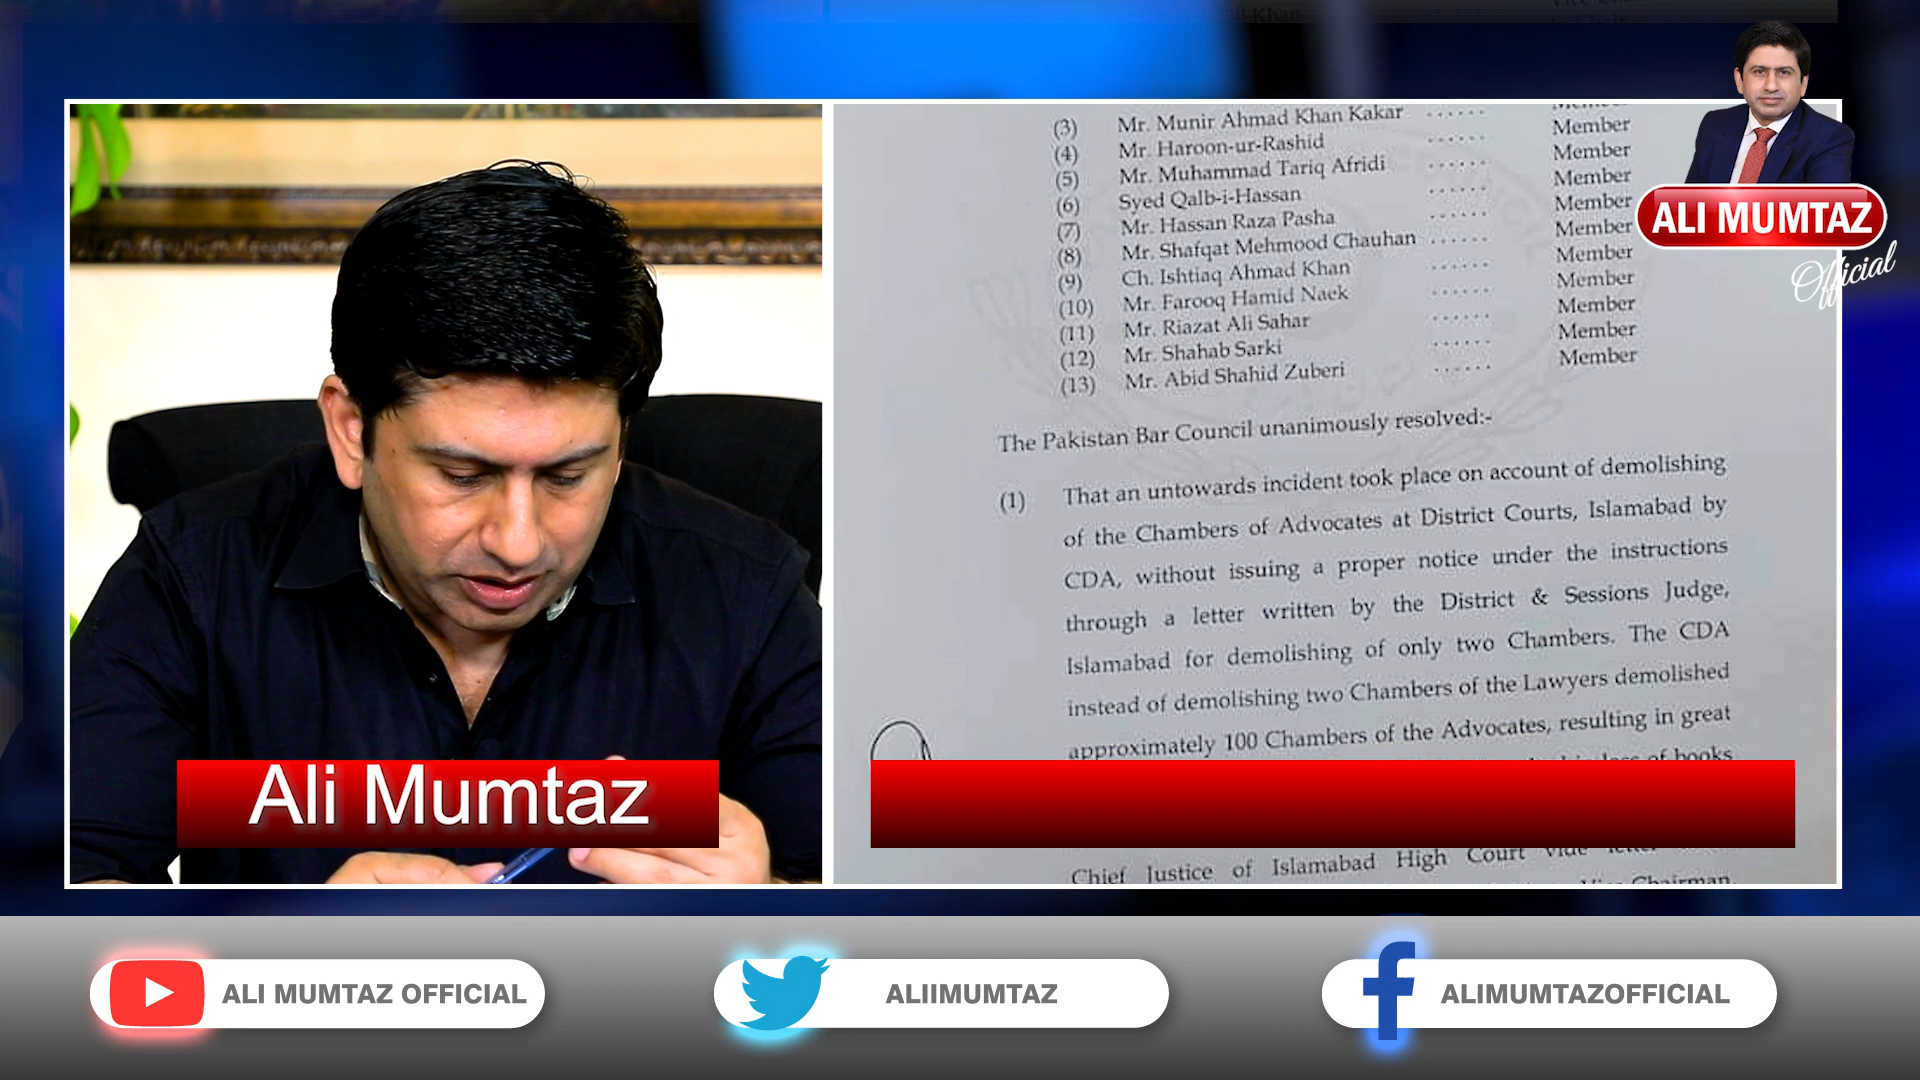 Khan
(3) Mr. Munir Ahmad Khan Kakar ...... Member
(4) Mr. Haroon-ur-Rashid ...... Member
(5) Mr. Muhammad Tariq Afridi ...... Member
(6) Syed Qalb-i-Hassan ...... Member
(7) Mr. Hassan Raza Pasha ...... Member
(8) Mr. Shafqat Mehmood Chauhan ...... Member
(9) Ch. Ishtiaq Ahmad Khan ...... Member
(10) Mr. Farooq Hamid Naek ...... Member
(11) Mr. Riazat Ali Sahar ...... Member
(12) Mr. Shahab Sarki ...... Member
(13) Mr. Abid Shahid Zuberi ...... Member
The Pakistan Bar Council unanimously resolved:-
(1) That an untowards incident took place on account of demolishing
of the Chambers of Advocates at District Courts, Islamabad by
CDA, without issuing a proper notice under the instructions
through a letter written by the District & Sessions Judge,
Islamabad for demolishing of only two Chambers. The CDA
instead of demolishing two Chambers of the Lawyers demolished
approximately 100 Chambers of the Advocates, resulting in great
of books
Chief Justice of Islamabad High Court vide letter
Chairman
ALI MUMTAZ
Official
Ali Mumtaz
ALI MUMTAZ OFFICIAL
ALIIMUMTAZ
ALIMUMTAZOFFICIAL